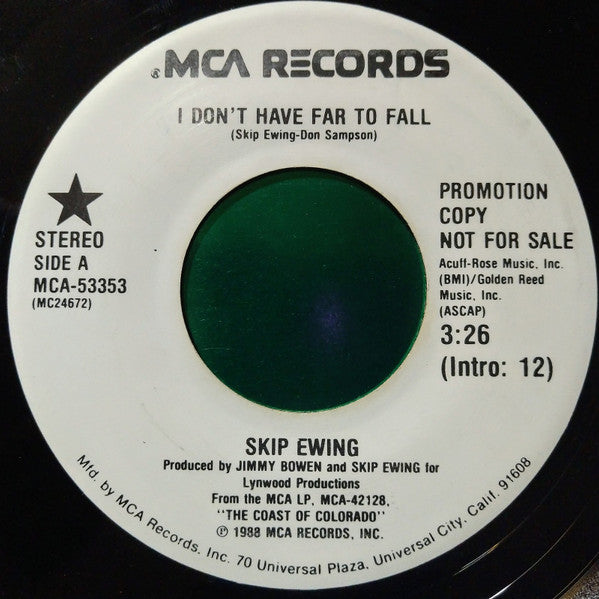 ®MCA RECORDS
I DON'T HAVE FAR TO FALL
(Skip Ewing-Don Sampson)
★
STEREO
SIDE A
MCA-53353
(MC24672)
PROMOTION
COPY
NOT FOR SALE
Acuff-Rose Music, Inc.
(BMI)/Golden Reed
Music, Inc.
(ASCAP)
3:26
(Intro: 12)
SKIP EWING
Produced by JIMMY BOWEN and SKIP EWING for
Lynwood Productions
From the MCA LP, MCA-42128,
"THE COAST OF COLORADO"
℗ 1988 MCA RECORDS, INC.
Mfd. by MCA Records, Inc. 70 Universal Plaza, Universal City, Calif. 91608